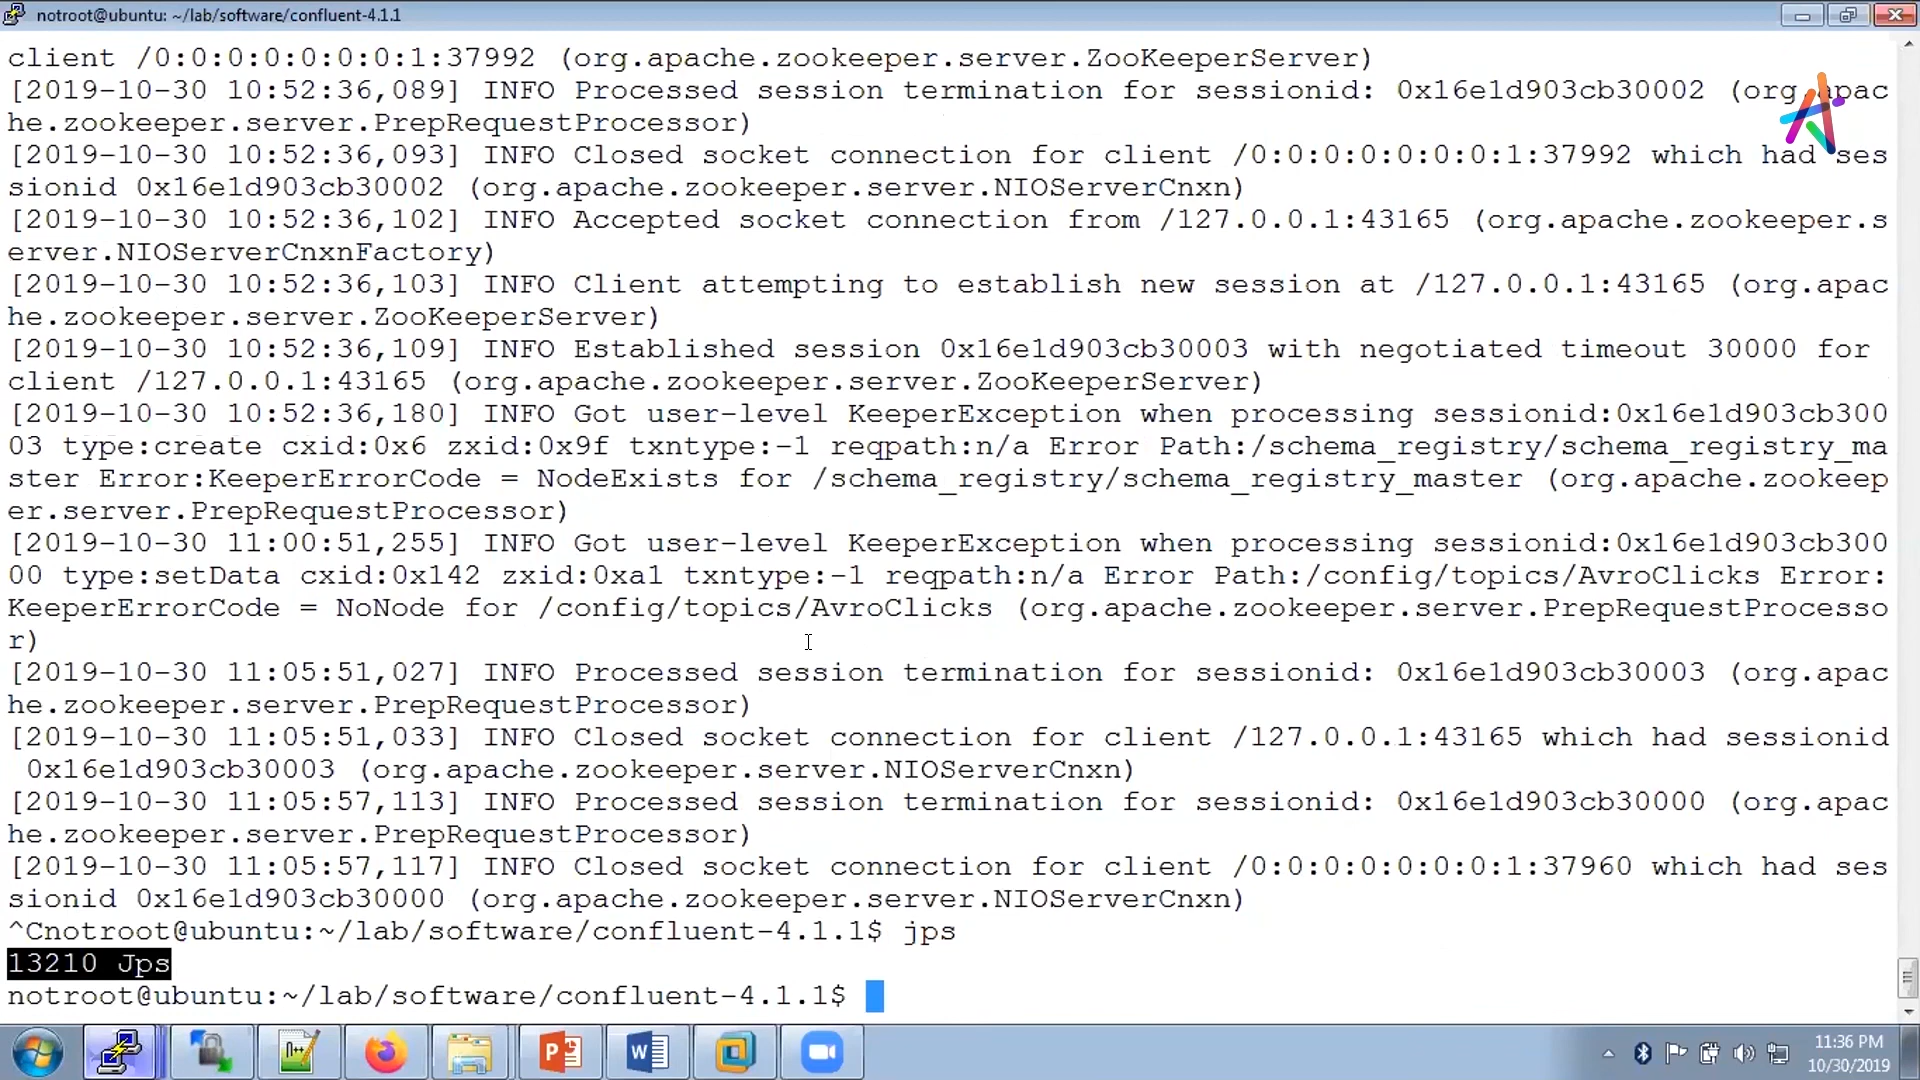 notroot@ubuntu: ~/lab/software/confluent-4.1.1
client /0:0:0:0:0:0:0:1:37992 (org.apache.zookeeper.server.ZooKeeperServer)
[2019-10-30 10:52:36,089] INFO Processed session termination for sessionid: 0x16e1d903cb30002 (org.apac
he.zookeeper.server.PrepRequestProcessor)
[2019-10-30 10:52:36,093] INFO Closed socket connection for client /0:0:0:0:0:0:0:1:37992 which had ses
sionid 0x16e1d903cb30002 (org.apache.zookeeper.server.NIOServerCnxn)
[2019-10-30 10:52:36,102] INFO Accepted socket connection from /127.0.0.1:43165 (org.apache.zookeeper.s
erver.NIOServerCnxnFactory)
[2019-10-30 10:52:36,103] INFO Client attempting to establish new session at /127.0.0.1:43165 (org.apac
he.zookeeper.server.ZooKeeperServer)
[2019-10-30 10:52:36,109] INFO Established session 0x16e1d903cb30003 with negotiated timeout 30000 for
client /127.0.0.1:43165 (org.apache.zookeeper.server.ZooKeeperServer)
[2019-10-30 10:52:36,180] INFO Got user-level KeeperException when processing sessionid:0x16e1d903cb300
03 type:create cxid:0x6 zxid:0x9f txntype:-1 reqpath:n/a Error Path:/schema_registry/schema_registry_ma
ster Error:KeeperErrorCode = NodeExists for /schema_registry/schema_registry_master (org.apache.zookeep
er.server.PrepRequestProcessor)
[2019-10-30 11:00:51,255] INFO Got user-level KeeperException when processing sessionid:0x16e1d903cb300
00 type:setData cxid:0x142 zxid:0xa1 txntype:-1 reqpath:n/a Error Path:/config/topics/AvroClicks Error:
KeeperErrorCode = NoNode for /config/topics/AvroClicks (org.apache.zookeeper.server.PrepRequestProcesso
r)
[2019-10-30 11:05:51,027] INFO Processed session termination for sessionid: 0x16e1d903cb30003 (org.apac
he.zookeeper.server.PrepRequestProcessor)
[2019-10-30 11:05:51,033] INFO Closed socket connection for client /127.0.0.1:43165 which had sessionid
0x16e1d903cb30003 (org.apache.zookeeper.server.NIOServerCnxn)
[2019-10-30 11:05:57,113] INFO Processed session termination for sessionid: 0x16e1d903cb30000 (org.apac
he.zookeeper.server.PrepRequestProcessor)
[2019-10-30 11:05:57,117] INFO Closed socket connection for client /0:0:0:0:0:0:0:1:37960 which had ses
sionid 0x16e1d903cb30000 (org.apache.zookeeper.server.NIOServerCnxn)
^Cnotroot@ubuntu:~/lab/software/confluent-4.1.1$ jps
13210 Jps
notroot@ubuntu:~/lab/software/confluent-4.1.1$
11:36 PM
10/30/2019